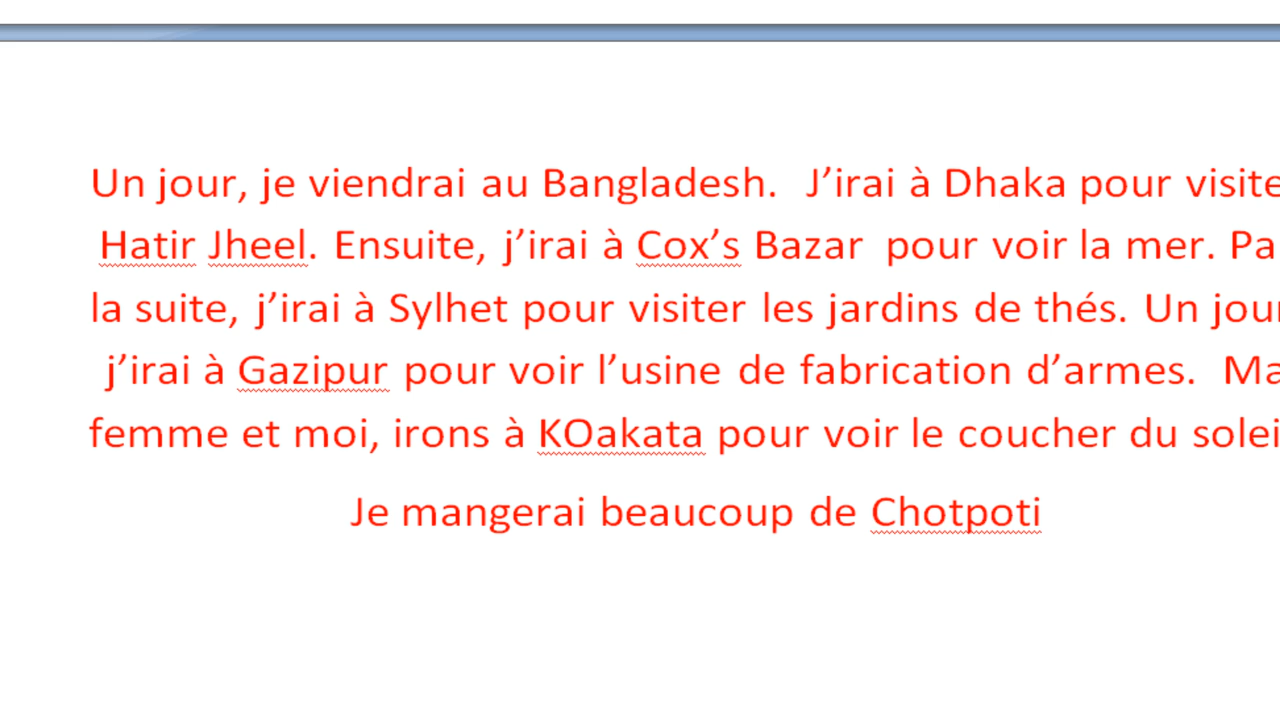 Un jour, je viendrai au Bangladesh. J’irai à Dhaka pour visite
Hatir Jheel. Ensuite, j’irai à Cox’s Bazar pour voir la mer. Pa
la suite, j’irai à Sylhet pour visiter les jardins de thés. Un jour
j’irai à Gazipur pour voir l’usine de fabrication d’armes. Ma
femme et moi, irons à KOakata pour voir le coucher du solei
Je mangerai beaucoup de Chotpoti